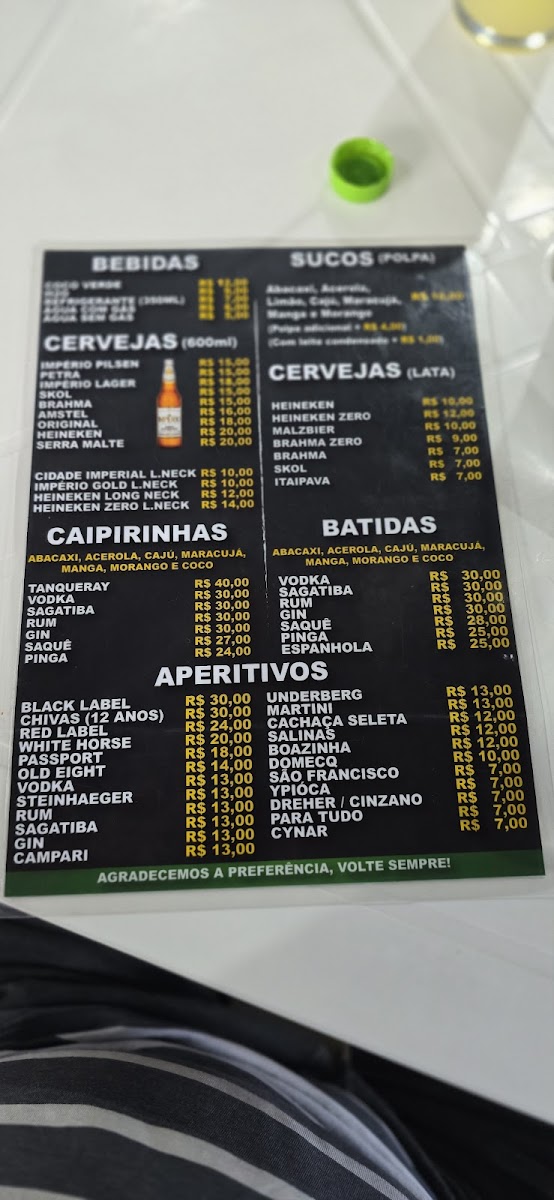 BEBIDAS
COCO VERDE
REFRIGERANTE (350ML)
ÁGUA COM GÁS
ÁGUA SEM GÁS
CERVEJAS (600ml)
IMPÉRIO PILSEN R$ 15,00
PETRA R$ 15,00
IMPÉRIO LAGER R$ 18,00
SKOL R$ 15,00
BRAHMA R$ 15,00
AMSTEL R$ 16,00
ORIGINAL R$ 18,00
HEINEKEN R$ 20,00
SERRA MALTE R$ 20,00
CIDADE IMPERIAL L.NECK R$ 10,00
IMPÉRIO GOLD L.NECK R$ 10,00
HEINEKEN LONG NECK R$ 12,00
HEINEKEN ZERO L.NECK R$ 14,00
SUCOS (POLPA)
Abacaxi, Acerola,
Limão, Cajú, Maracujá,
Manga e Morango
(Polpa adicional + R$ 4,00)
(Com leite condensado + R$ 1,00)
CERVEJAS (LATA)
HEINEKEN R$ 10,00
HEINEKEN ZERO R$ 12,00
MALZBIER R$ 10,00
BRAHMA ZERO R$ 9,00
BRAHMA R$ 7,00
SKOL R$ 7,00
ITAIPAVA R$ 7,00
CAIPIRINHAS
ABACAXI, ACEROLA, CAJÚ, MARACUJÁ,
MANGA, MORANGO E COCO
TANQUERAY R$ 40,00
VODKA R$ 30,00
SAGATIBA R$ 30,00
RUM R$ 30,00
GIN R$ 30,00
SAQUÊ R$ 27,00
PINGA R$ 24,00
BATIDAS
ABACAXI, ACEROLA, CAJÚ, MARACUJÁ,
MANGA, MORANGO E COCO
VODKA R$ 30,00
SAGATIBA R$ 30,00
RUM R$ 30,00
GIN R$ 30,00
SAQUÊ R$ 28,00
PINGA R$ 25,00
ESPANHOLA R$ 25,00
APERITIVOS
BLACK LABEL R$ 30,00
CHIVAS (12 ANOS) R$ 30,00
RED LABEL R$ 24,00
WHITE HORSE R$ 20,00
PASSPORT R$ 18,00
OLD EIGHT R$ 14,00
VODKA R$ 13,00
STEINHAEGER R$ 13,00
RUM R$ 13,00
SAGATIBA R$ 13,00
GIN R$ 13,00
CAMPARI R$ 13,00
UNDERBERG R$ 13,00
MARTINI R$ 13,00
CACHAÇA SELETA R$ 12,00
SALINAS R$ 12,00
BOAZINHA R$ 12,00
DOMECQ R$ 10,00
SÃO FRANCISCO R$ 7,00
YPIÓCA R$ 7,00
DREHER / CINZANO R$ 7,00
PARA TUDO R$ 7,00
CYNAR R$ 7,00
AGRADECEMOS A PREFERÊNCIA, VOLTE SEMPRE!